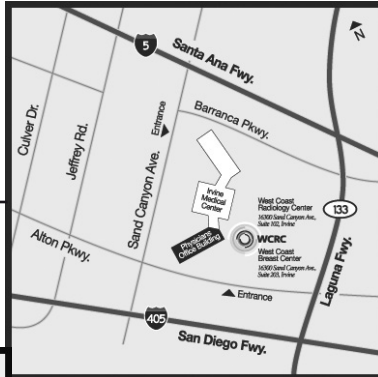 5
Santa Ana Fwy.
N
Culver Dr.
Jeffrey Rd.
Sand Canyon Ave.
Entrance
Barranca Pkwy.
Irvine
Medical
Center
Physicians
Office Building
West Coast
Radiology Center
16300 Sand Canyon Ave.,
Suite 102, Irvine
WCRC
West Coast
Breast Center
16300 Sand Canyon Ave.,
Suite 203, Irvine
133
Laguna Fwy.
Alton Pkwy.
Entrance
405
San Diego Fwy.